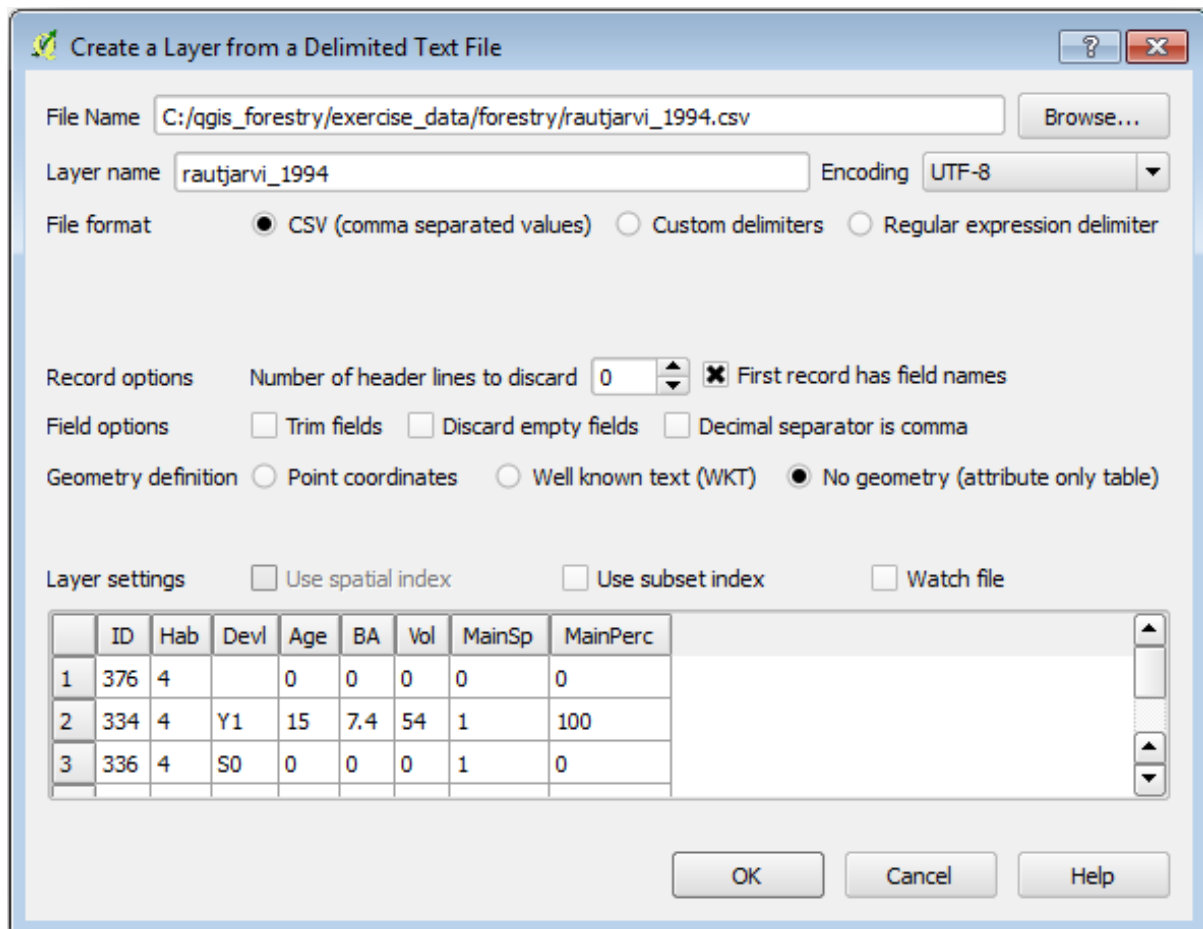 Create a Layer from a Delimited Text File
File Name C:/qgis_forestry/exercise_data/forestry/rautjarvi_1994.csv Browse...
Layer name rautjarvi_1994 Encoding UTF-8
File format CSV (comma separated values) Custom delimiters Regular expression delimiter
Record options Number of header lines to discard 0 First record has field names
Field options Trim fields Discard empty fields Decimal separator is comma
Geometry definition Point coordinates Well known text (WKT) No geometry (attribute only table)
Layer settings Use spatial index Use subset index Watch file
ID Hab Devl Age BA Vol MainSp MainPerc
1 376 4 0 0 0 0 0
2 334 4 Y1 15 7.4 54 1 100
3 336 4 S0 0 0 0 1 0
OK Cancel Help